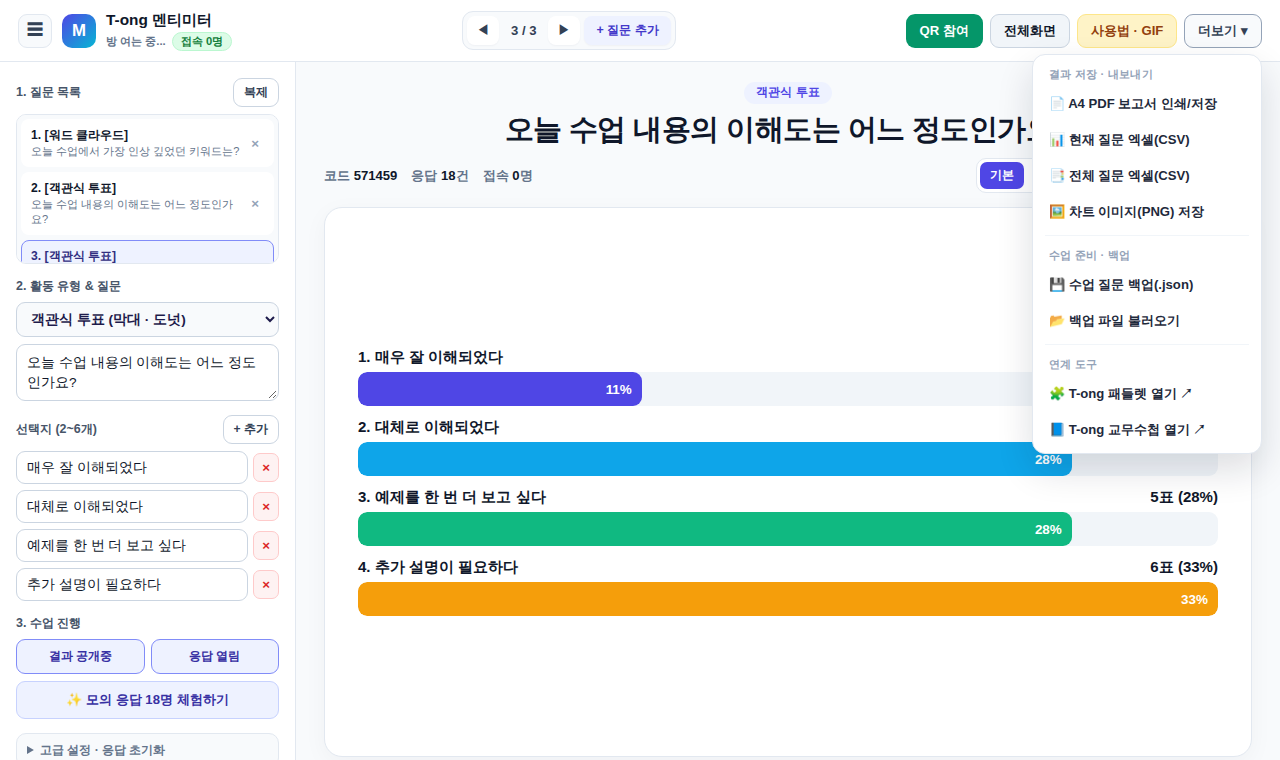 ☰
M
T-ong 멘티미터
방 여는 중... 접속 0명
◀ 3 / 3 ▶ + 질문 추가
QR 참여
전체화면
사용법 · GIF
더보기 ▾
1. 질문 목록
복제
1. [워드 클라우드]
오늘 수업에서 가장 인상 깊었던 키워드는?
×
2. [객관식 투표]
오늘 수업 내용의 이해도는 어느 정도인가
요?
×
3. [객관식 투표]
2. 활동 유형 & 질문
객관식 투표 (막대 · 도넛)
오늘 수업 내용의 이해도는 어느 정도
인가요?
선택지 (2~6개)
+ 추가
매우 잘 이해되었다 ×
대체로 이해되었다 ×
예제를 한 번 더 보고 싶다 ×
추가 설명이 필요하다 ×
3. 수업 진행
결과 공개중
응답 열림
✨ 모의 응답 18명 체험하기
▶ 고급 설정 · 응답 초기화
객관식 투표
오늘 수업 내용의 이해도는 어느 정도인가요
코드 571459 응답 18건 접속 0명
기본
1. 매우 잘 이해되었다
11%
2. 대체로 이해되었다
28%
3. 예제를 한 번 더 보고 싶다 5표 (28%)
28%
4. 추가 설명이 필요하다 6표 (33%)
33%
결과 저장 · 내보내기
📄 A4 PDF 보고서 인쇄/저장
📊 현재 질문 엑셀(CSV)
📑 전체 질문 엑셀(CSV)
🖼️ 차트 이미지(PNG) 저장
수업 준비 · 백업
💾 수업 질문 백업(.json)
📂 백업 파일 불러오기
연계 도구
🧩 T-ong 패들렛 열기 ↗
📘 T-ong 교무수첩 열기 ↗